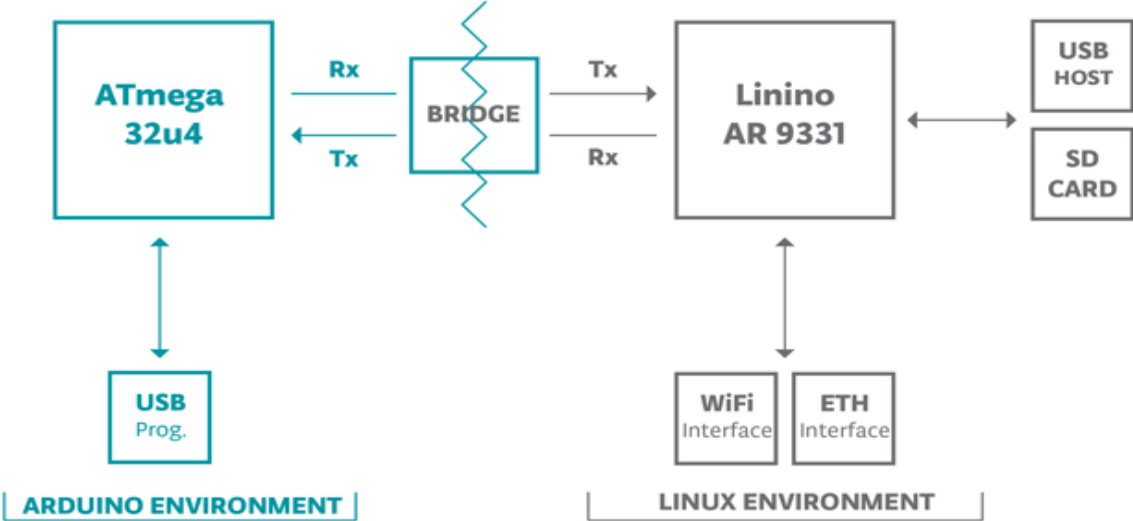 ATmega
32u4
Rx
Tx
BRIDGE
Tx
Rx
Linino
AR 9331
USB
HOST
SD
CARD
USB
Prog.
WiFi
Interface
ETH
Interface
ARDUINO ENVIRONMENT
LINUX ENVIRONMENT